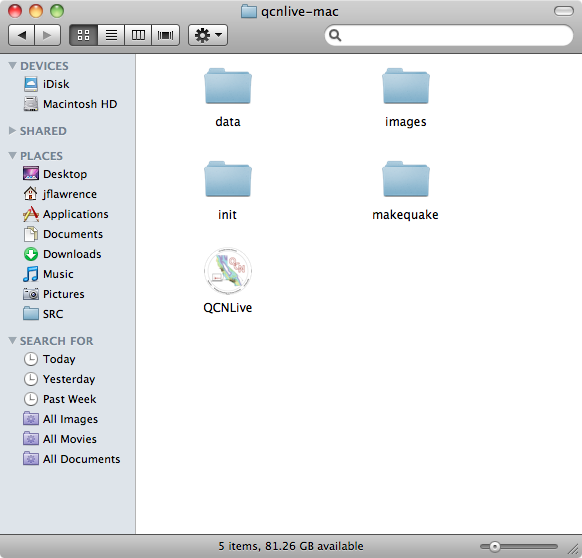 qcnlive-mac
DEVICES
iDisk
Macintosh HD
SHARED
PLACES
Desktop
jflawrence
Applications
Documents
Downloads
Music
Pictures
SRC
SEARCH FOR
Today
Yesterday
Past Week
All Images
All Movies
All Documents
data
images
init
makequake
QCN
QCNLive
5 items, 81.26 GB available